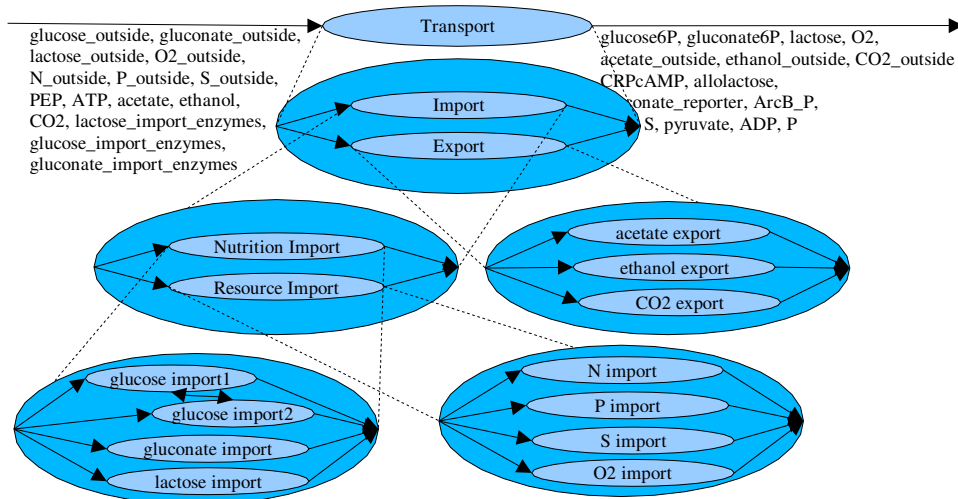 Transport
glucose_outside, gluconate_outside,
lactose_outside, O2_outside,
N_outside, P_outside, S_outside,
PEP, ATP, acetate, ethanol,
CO2, lactose_import_enzymes,
glucose_import_enzymes,
gluconate_import_enzymes
glucose6P, gluconate6P, lactose, O2,
acetate_outside, ethanol_outside, CO2_outside
CRPcAMP, allolactose,
ArcB_P,
S, pyruvate, ADP, P
Import
Export
Nutrition Import
Resource Import
acetate export
ethanol export
CO2 export
glucose import1
glucose import2
gluconate import
lactose import
N import
P import
S import
O2 import